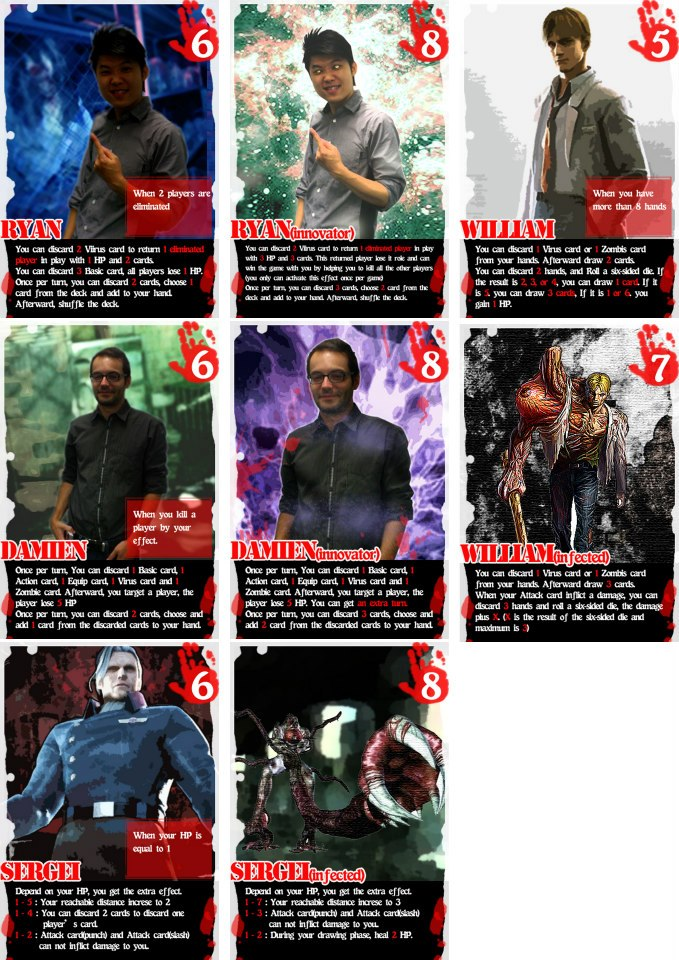 6
When 2 players are
eliminated
RYAN
You can discard 2 Viirus card to return 1 eliminated
player in play with 1 HP and 2 cards.
You can discard 3 Basic card, all players lose 1 HP.
Once per turn, you can discard 2 cards, choose 1
card from the deck and add to your hand.
Afterward, shuffle the deck.
8
RYAN(innovator)
You can discard 2 Viirus card to return 1 eliminated player in play
with 3 HP and 3 cards. This returned player lose it role and can
win the game with you by helping you to kill all the other players
(you only can activate this effect once per game)
Once per turn, you can discard 3 cards, choose 2 card from the
deck and add to your hand. Afterward, shuffle the deck.
5
When you have
more than 8 hands
WILLIAM
You can discard 1 Virus card or 1 Zombis card
from your hands. Afterward draw 2 cards.
You can discard 2 hands, and Roll a six-sided die. If
the result is 2, 3, or 4, you can draw 1 card. If it
is 5, you can draw 3 cards, If it is 1 or 6, you
gain 1 HP.
6
When you kill a
player by your
effect.
DAMIEN
Once per turn, You can discard 1 Basic card, 1
Action card, 1 Equip card, 1 Virus card and 1
Zombie card. Afterward, you target a player, the
player lose 5 HP
Once per turn, you can discard 2 cards, choose and
add 1 card from the discarded cards to your hand.
8
DAMIEN(innovator)
Once per turn, You can discard 1 Basic card, 1
Action card, 1 Equip card, 1 Virus card and 1
Zombie card. Afterward, you target a player, the
player lose 5 HP. You can get an extra turn.
Once per turn, you can discard 3 cards, choose and
add 2 card from the discarded cards to your hand.
7
WILLIAM(infected)
You can discard 1 Virus card or 1 Zombis card
from your hands. Afterward draw 3 cards.
When your Attack card inflict a damage, you can
discard 3 hands and roll a six-sided die, the damage
plus X. (X is the result of the six-sided die and
maximum is 3)
6
When your HP is
equal to 1
SERGEI
Depend on your HP, you get the extra effect.
1 - 5 : Your reachable distance increse to 2
1 - 4 : You can discard 2 cards to discard one
player's card.
1 - 2 : Attack card(punch) and Attack card(slash)
can not inflict damage to you.
8
SERGEI(infected)
Depend on your HP, you get the extra effect.
1 - 7 : Your reachable distance increse to 3
1 - 3 : Attack card(punch) and Attack card(slash)
can not inflict damage to you.
1 - 2 : During your drawing phase, heal 2 HP.